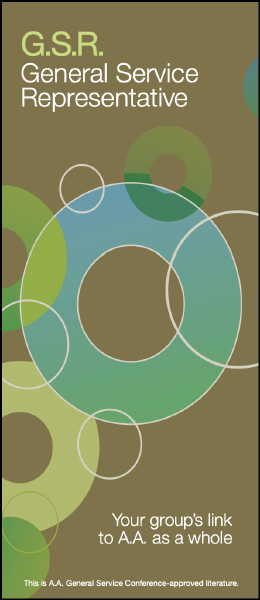 G.S.R.
General Service
Representative
Your group's link
to A.A. as a whole
This is A.A. General Service Conference-approved literature.